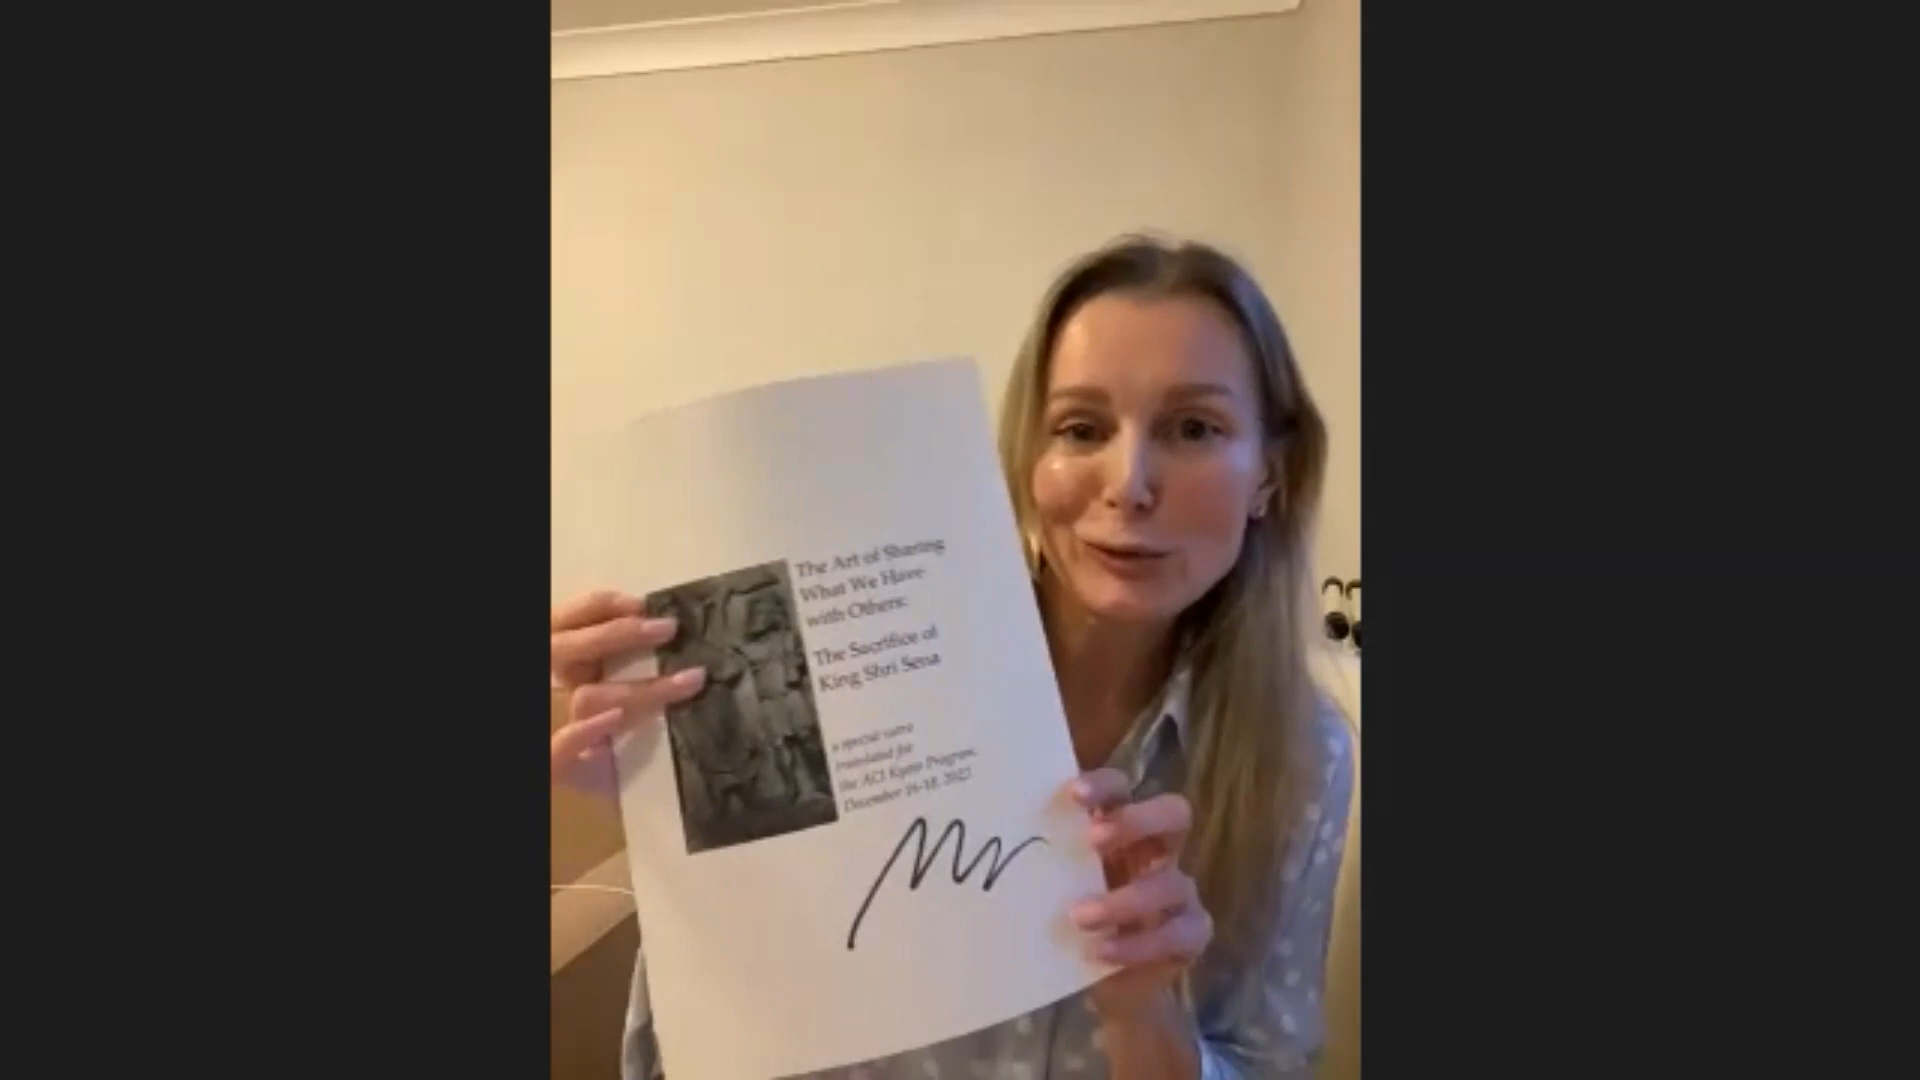 The Art of Sharing
What We Have
with Others:
The Sacrifice of
King Shri Sena
a special sutra
translated for
the ACI Kyoto Program,
December 16-18, 2022